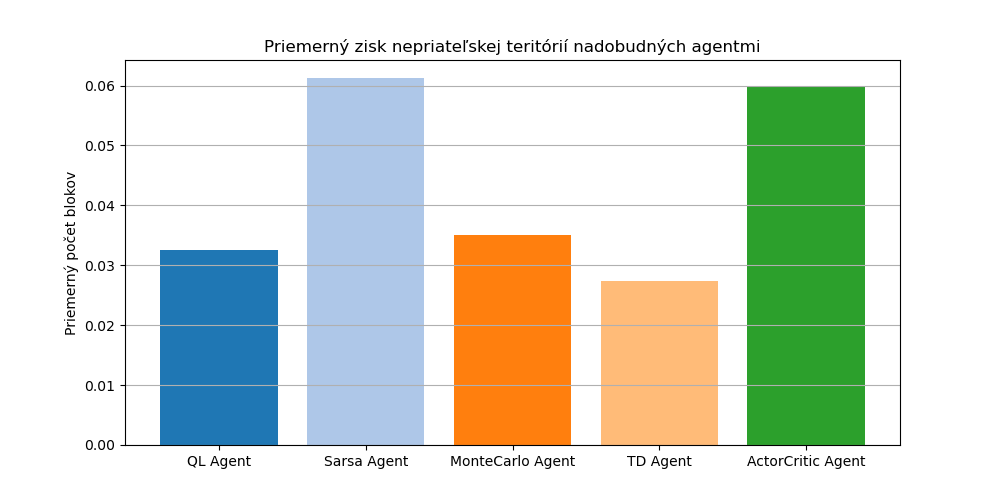 Priemerný zisk nepriateľskej teritórií nadobudných agentmi
Priemerný počet blokov
0.06
0.05
0.04
0.03
0.02
0.01
0.00
QL Agent
Sarsa Agent
MonteCarlo Agent
TD Agent
ActorCritic Agent